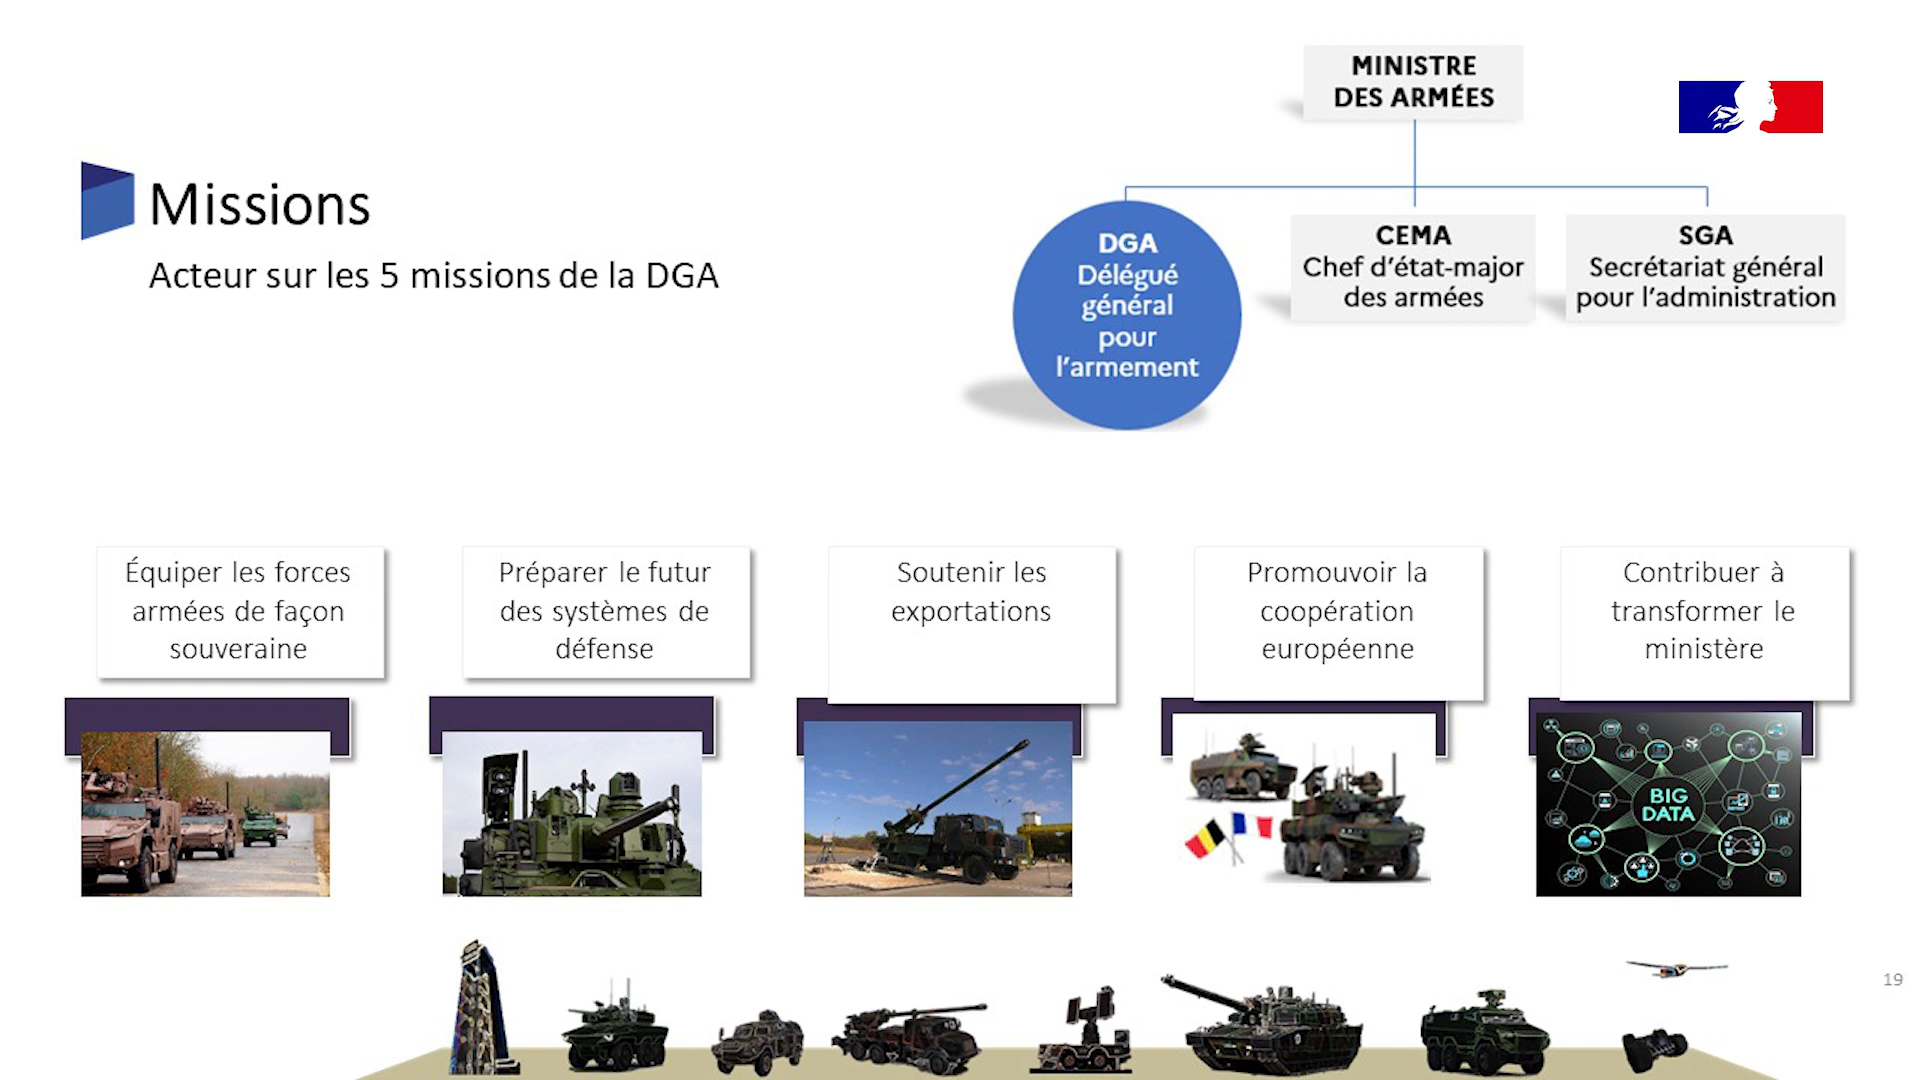 MINISTRE
DES ARMÉES
Missions
Acteur sur les 5 missions de la DGA
DGA
Délégué
général
pour
l'armement
CEMA
Chef d'état-major
des armées
SGA
Secrétariat général
pour l'administration
Équiper les forces
armées de façon
souveraine
Préparer le futur
des systèmes de
défense
Soutenir les
exportations
Promouvoir la
coopération
européenne
Contribuer à
transformer le
ministère
BIG
DATA
19